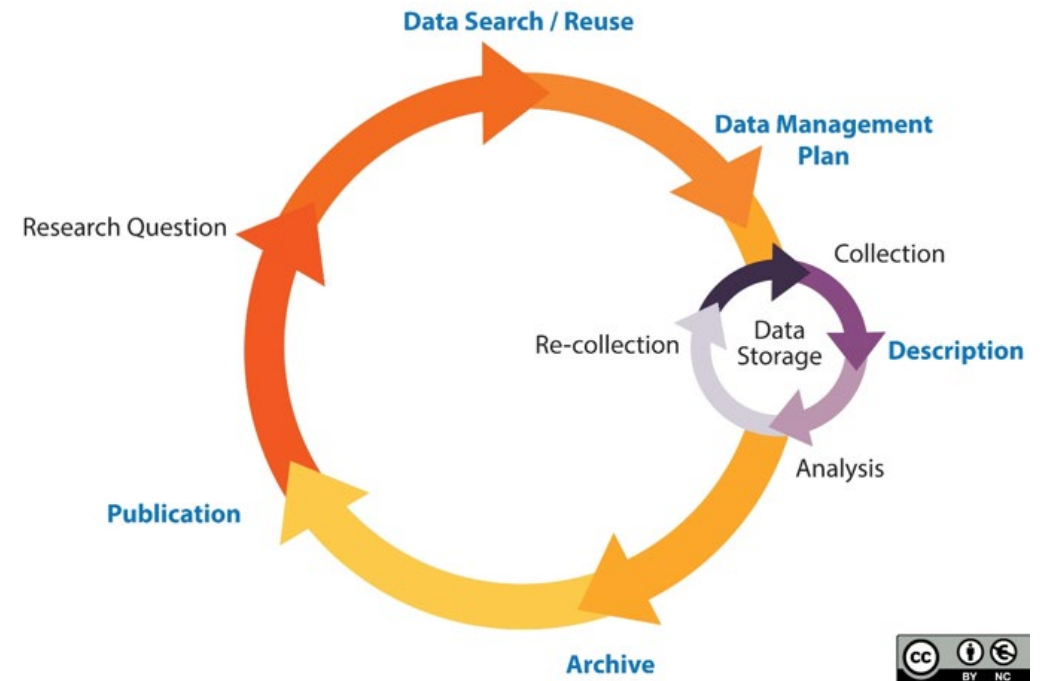 Data Search / Reuse
Data Management
Plan
Research Question
Collection
Data
Storage
Re-collection
Description
Analysis
Publication
Archive
cc
BY NC